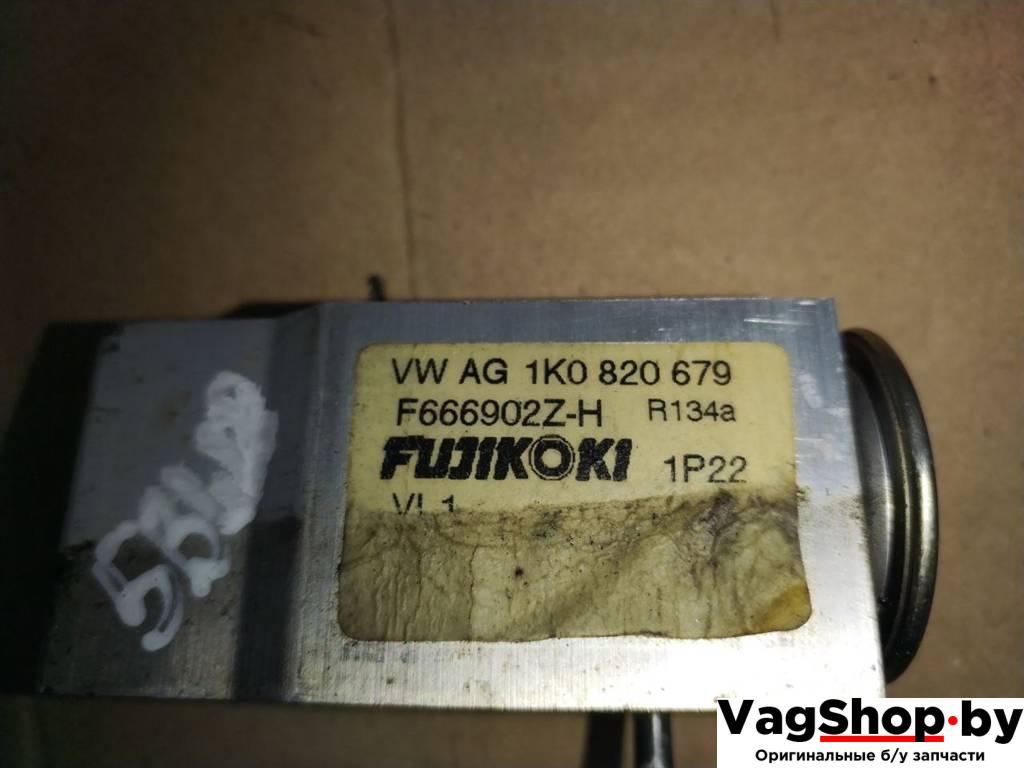 VW AG 1K0 820 679
F666902Z-H R134a
FUJIKOKI 1P22
VagShop.by
Оригинальные б/у запчасти